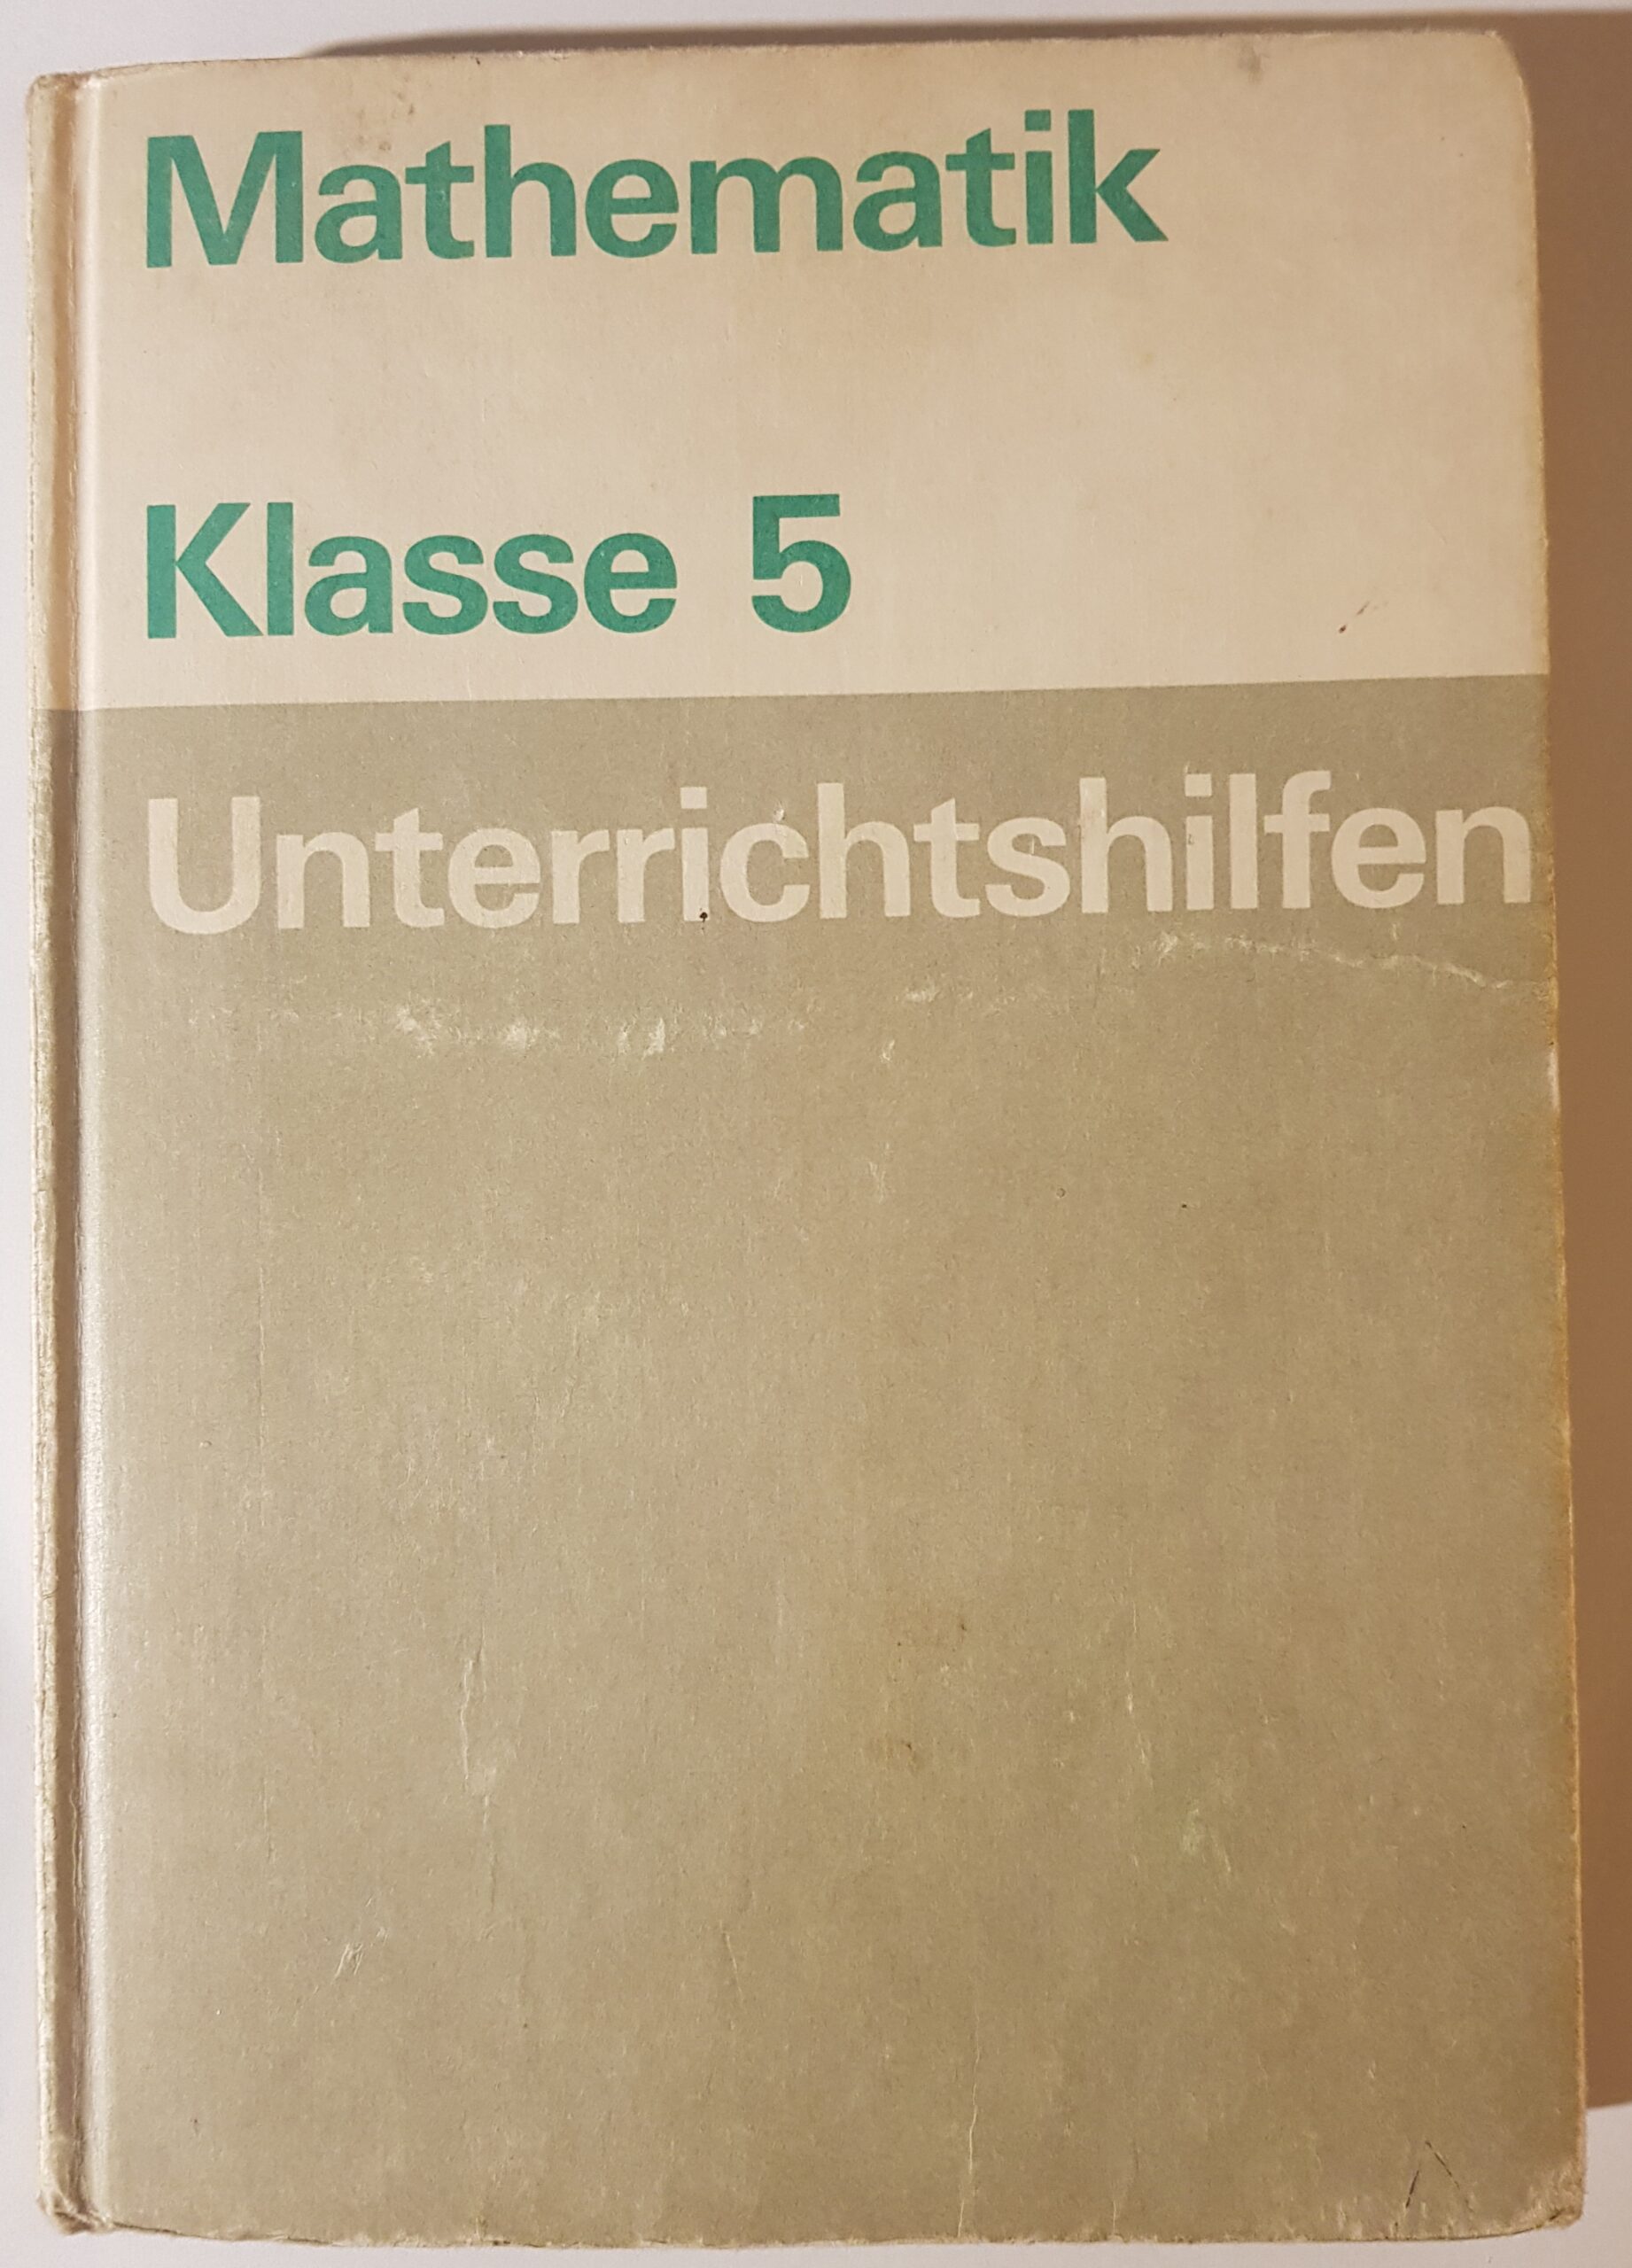 Mathematik
Klasse 5
Unterrichtshilfen